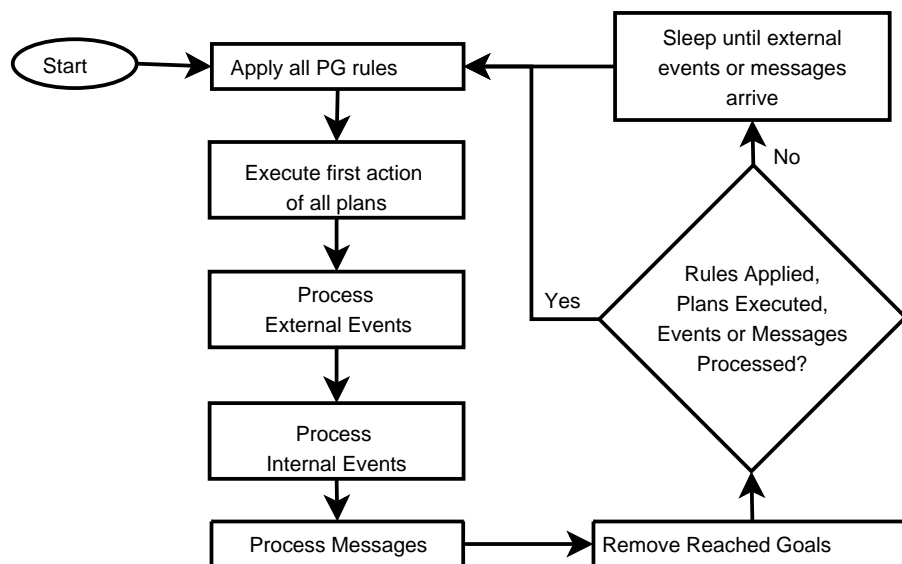 Start
Apply all PG rules
Execute first action
of all plans
Process
External Events
Process
Internal Events
Process Messages
Remove Reached Goals
Rules Applied,
Plans Executed,
Events or Messages
Processed?
Yes
No
Sleep until external
events or messages
arrive